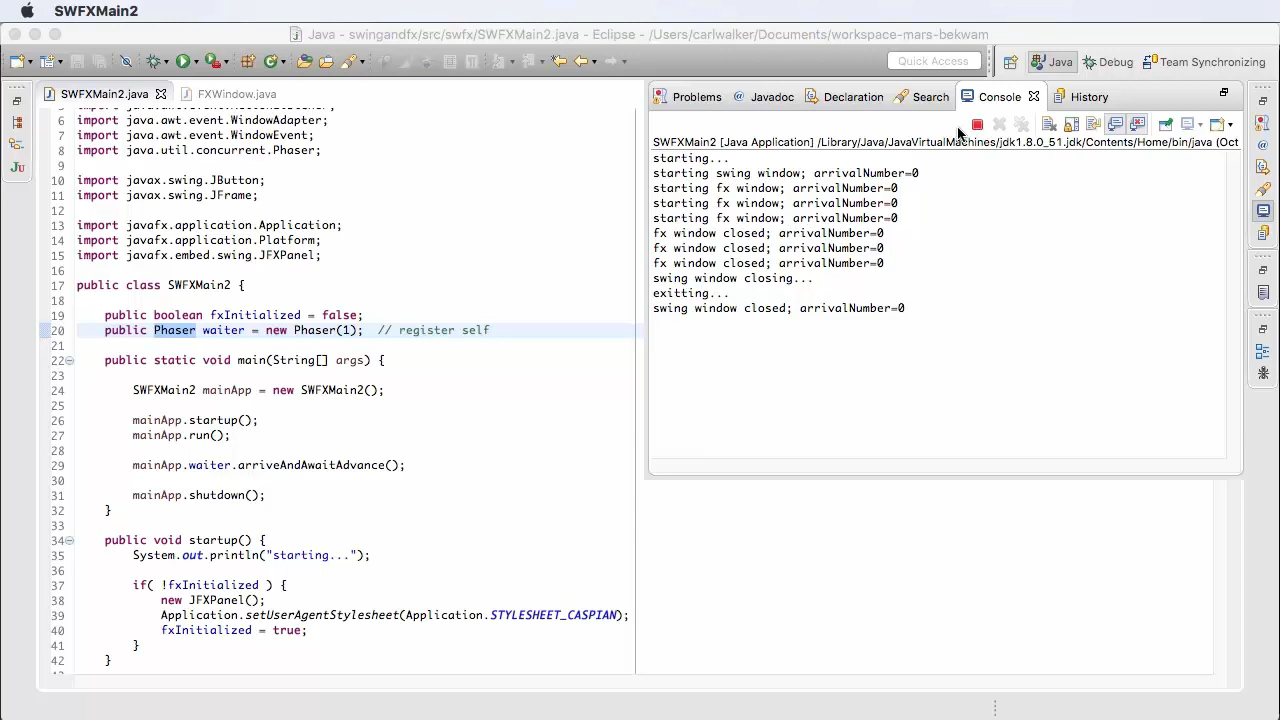 SWFXMain2
Java - swingandfx/src/swfx/SWFXMain2.java - Eclipse - /Users/carlwalker/Documents/workspace-mars-bekwam
Quick Access
Java
Debug
Team Synchronizing
SWFXMain2.java
FXWindow.java
6 import java.awt.event.WindowAdapter;
7 import java.awt.event.WindowEvent;
8 import java.util.concurrent.Phaser;
9
10 import javax.swing.JButton;
11 import javax.swing.JFrame;
12
13 import javafx.application.Application;
14 import javafx.application.Platform;
15 import javafx.embed.swing.JFXPanel;
16
17 public class SWFXMain2 {
18
19 public boolean fxInitialized = false;
20 public Phaser waiter = new Phaser(1); // register self
21
22 public static void main(String[] args) {
23
24 SWFXMain2 mainApp = new SWFXMain2();
25
26 mainApp.startup();
27 mainApp.run();
28
29 mainApp.waiter.arriveAndAwaitAdvance();
30
31 mainApp.shutdown();
32 }
33
34 public void startup() {
35 System.out.println("starting...");
36
37 if( !fxInitialized ) {
38 new JFXPanel();
39 Application.setUserAgentStylesheet(Application.STYLESHEET_CASPIAN);
40 fxInitialized = true;
41 }
42 }
Problems
@ Javadoc
Declaration
Search
Console
History
SWFXMain2 [Java Application] /Library/Java/JavaVirtualMachines/jdk1.8.0_51.jdk/Contents/Home/bin/java (Oct
starting...
starting swing window; arrivalNumber=0
starting fx window; arrivalNumber=0
starting fx window; arrivalNumber=0
starting fx window; arrivalNumber=0
fx window closed; arrivalNumber=0
fx window closed; arrivalNumber=0
fx window closed; arrivalNumber=0
swing window closing...
exitting...
swing window closed; arrivalNumber=0